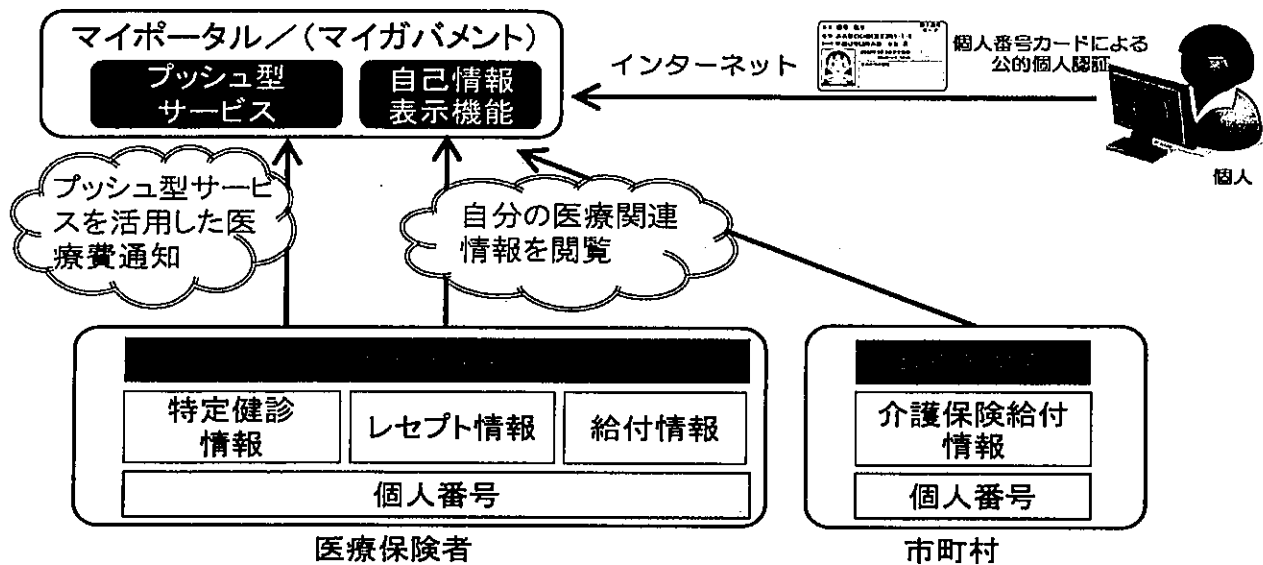 マイポータル/(マイガバメント)
プッシュ型
サービス
自己情報
表示機能
インターネット
個人番号カードによる
公的個人認証
個人
プッシュ型サービ
スを活用した医
療費通知
自分の医療関連
情報を閲覧
特定健診
情報
レセプト情報
給付情報
個人番号
医療保険者
介護保険給付
情報
個人番号
市町村